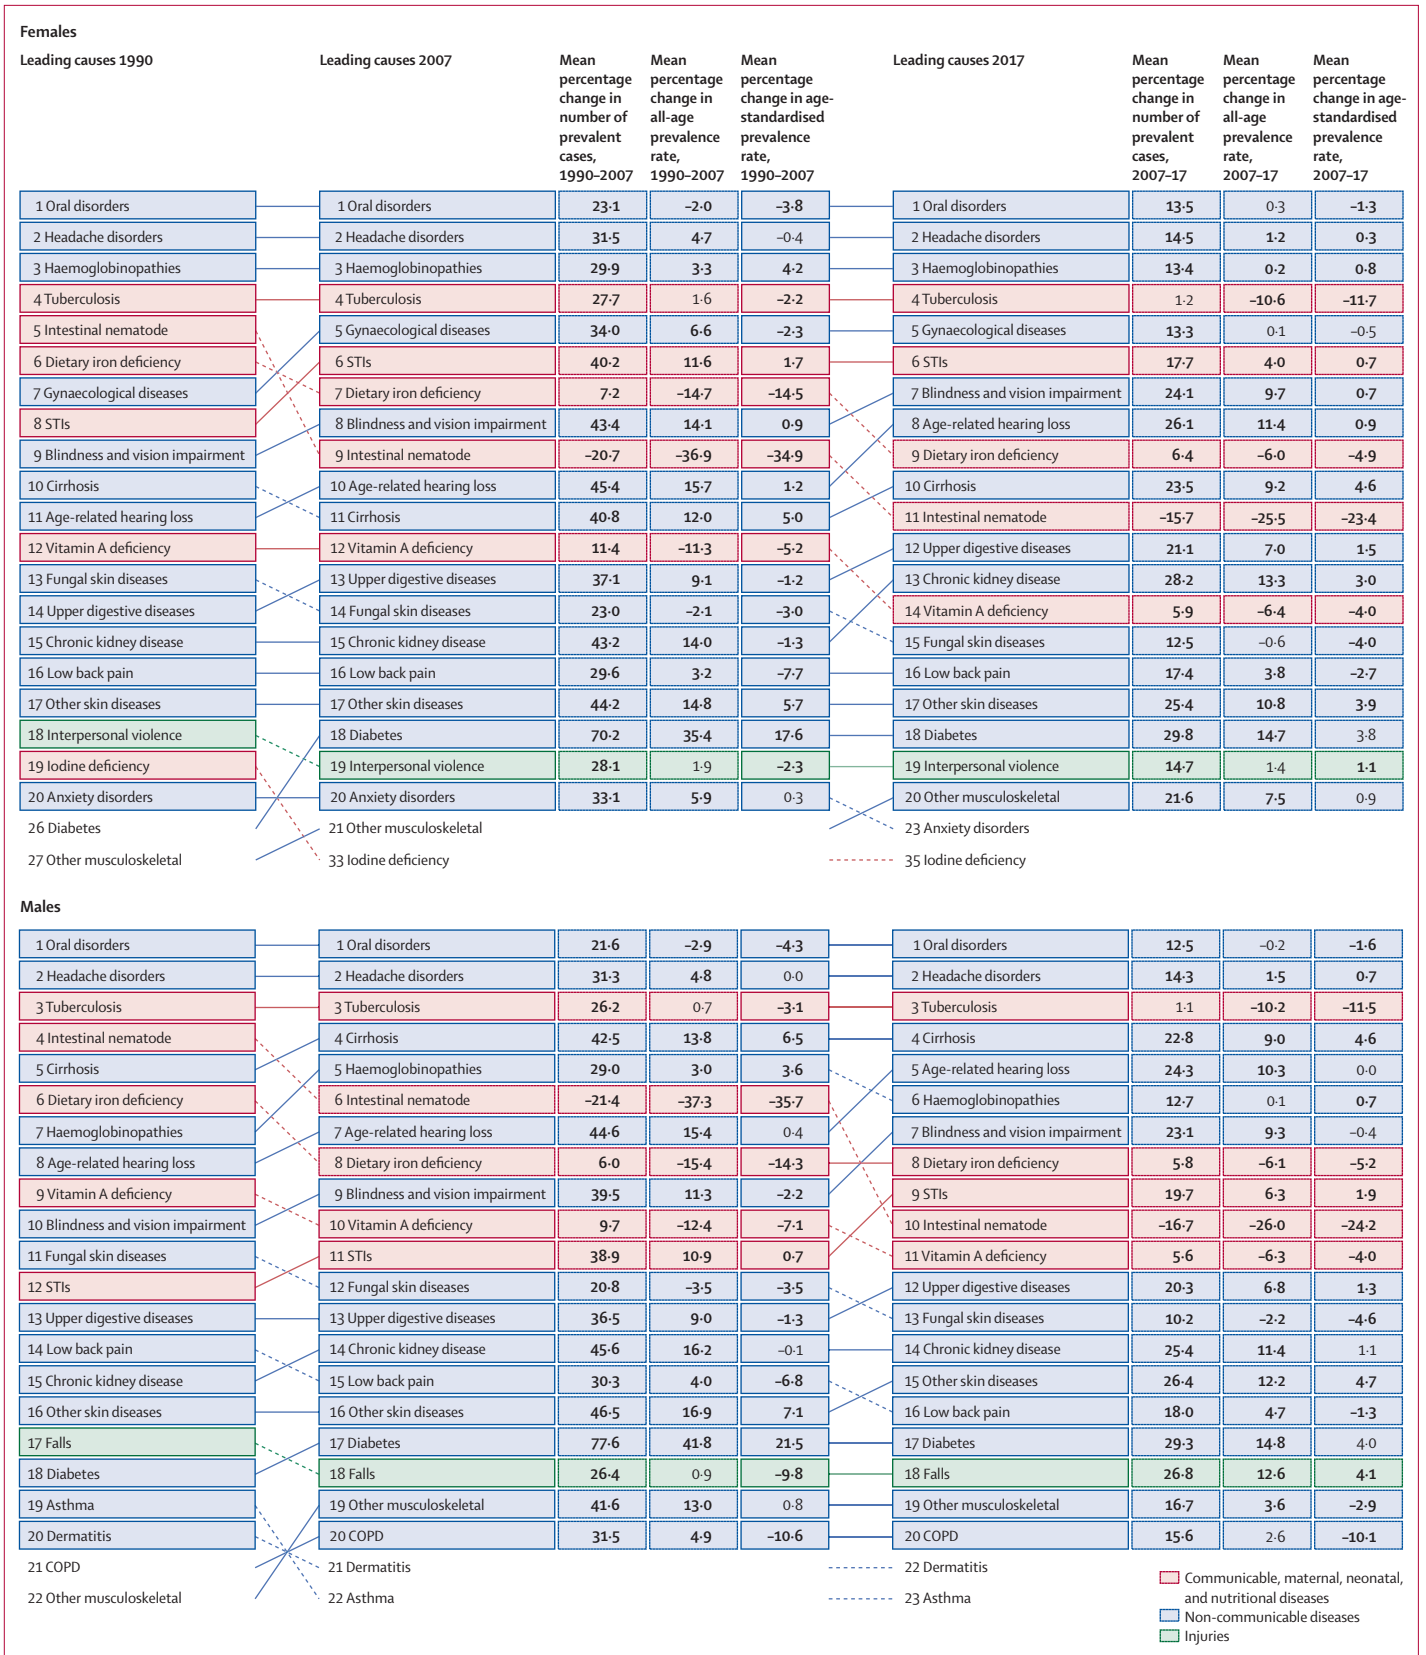 Females
Leading causes 1990 Leading causes 2007 Mean percentage change in number of prevalent cases, 1990–2007 Mean percentage change in all-age prevalence rate, 1990–2007 Mean percentage change in age-standardised prevalence rate, 1990–2007 Leading causes 2017 Mean percentage change in number of prevalent cases, 2007–17 Mean percentage change in all-age prevalence rate, 2007–17 Mean percentage change in age-standardised prevalence rate, 2007–17
1 Oral disorders 1 Oral disorders 23·1 –2·0 –3·8 1 Oral disorders 13·5 0·3 –1·3
2 Headache disorders 2 Headache disorders 31·5 4·7 –0·4 2 Headache disorders 14·5 1·2 0·3
3 Haemoglobinopathies 3 Haemoglobinopathies 29·9 3·3 4·2 3 Haemoglobinopathies 13·4 0·2 0·8
4 Tuberculosis 4 Tuberculosis 27·7 1·6 –2·2 4 Tuberculosis 1·2 –10·6 –11·7
5 Intestinal nematode 5 Gynaecological diseases 34·0 6·6 –2·3 5 Gynaecological diseases 13·3 0·1 –0·5
6 Dietary iron deficiency 6 STIs 40·2 11·6 1·7 6 STIs 17·7 4·0 0·7
7 Gynaecological diseases 7 Dietary iron deficiency 7·2 –14·7 –14·5 7 Blindness and vision impairment 24·1 9·7 0·7
8 STIs 8 Blindness and vision impairment 43·4 14·1 0·9 8 Age-related hearing loss 26·1 11·4 0·9
9 Blindness and vision impairment 9 Intestinal nematode –20·7 –36·9 –34·9 9 Dietary iron deficiency 6·4 –6·0 –4·9
10 Cirrhosis 10 Age-related hearing loss 45·4 15·7 1·2 10 Cirrhosis 23·5 9·2 4·6
11 Age-related hearing loss 11 Cirrhosis 40·8 12·0 5·0 11 Intestinal nematode –15·7 –25·5 –23·4
12 Vitamin A deficiency 12 Vitamin A deficiency 11·4 –11·3 –5·2 12 Upper digestive diseases 21·1 7·0 1·5
13 Fungal skin diseases 13 Upper digestive diseases 37·1 9·1 –1·2 13 Chronic kidney disease 28·2 13·3 3·0
14 Upper digestive diseases 14 Fungal skin diseases 23·0 –2·1 –3·0 14 Vitamin A deficiency 5·9 –6·4 –4·0
15 Chronic kidney disease 15 Chronic kidney disease 43·2 14·0 –1·3 15 Fungal skin diseases 12·5 –0·6 –4·0
16 Low back pain 16 Low back pain 29·6 3·2 –7·7 16 Low back pain 17·4 3·8 –2·7
17 Other skin diseases 17 Other skin diseases 44·2 14·8 5·7 17 Other skin diseases 25·4 10·8 3·9
18 Interpersonal violence 18 Diabetes 70·2 35·4 17·6 18 Diabetes 29·8 14·7 3·8
19 Iodine deficiency 19 Interpersonal violence 28·1 1·9 –2·3 19 Interpersonal violence 14·7 1·4 1·1
20 Anxiety disorders 20 Anxiety disorders 33·1 5·9 0·3 20 Other musculoskeletal 21·6 7·5 0·9
26 Diabetes 21 Other musculoskeletal 23 Anxiety disorders
27 Other musculoskeletal 33 Iodine deficiency 35 Iodine deficiency
Males
1 Oral disorders 1 Oral disorders 21·6 –2·9 –4·3 1 Oral disorders 12·5 –0·2 –1·6
2 Headache disorders 2 Headache disorders 31·3 4·8 0·0 2 Headache disorders 14·3 1·5 0·7
3 Tuberculosis 3 Tuberculosis 26·2 0·7 –3·1 3 Tuberculosis 1·1 –10·2 –11·5
4 Intestinal nematode 4 Cirrhosis 42·5 13·8 6·5 4 Cirrhosis 22·8 9·0 4·6
5 Cirrhosis 5 Haemoglobinopathies 29·0 3·0 3·6 5 Age-related hearing loss 24·3 10·3 0·0
6 Dietary iron deficiency 6 Intestinal nematode –21·4 –37·3 –35·7 6 Haemoglobinopathies 12·7 0·1 0·7
7 Haemoglobinopathies 7 Age-related hearing loss 44·6 15·4 0·4 7 Blindness and vision impairment 23·1 9·3 –0·4
8 Age-related hearing loss 8 Dietary iron deficiency 6·0 –15·4 –14·3 8 Dietary iron deficiency 5·8 –6·1 –5·2
9 Vitamin A deficiency 9 Blindness and vision impairment 39·5 11·3 –2·2 9 STIs 19·7 6·3 1·9
10 Blindness and vision impairment 10 Vitamin A deficiency 9·7 –12·4 –7·1 10 Intestinal nematode –16·7 –26·0 –24·2
11 Fungal skin diseases 11 STIs 38·9 10·9 0·7 11 Vitamin A deficiency 5·6 –6·3 –4·0
12 STIs 12 Fungal skin diseases 20·8 –3·5 –3·5 12 Upper digestive diseases 20·3 6·8 1·3
13 Upper digestive diseases 13 Upper digestive diseases 36·5 9·0 –1·3 13 Fungal skin diseases 10·2 –2·2 –4·6
14 Low back pain 14 Chronic kidney disease 45·6 16·2 –0·1 14 Chronic kidney disease 25·4 11·4 1·1
15 Chronic kidney disease 15 Low back pain 30·3 4·0 –6·8 15 Other skin diseases 26·4 12·2 4·7
16 Other skin diseases 16 Other skin diseases 46·5 16·9 7·1 16 Low back pain 18·0 4·7 –1·3
17 Falls 17 Diabetes 77·6 41·8 21·5 17 Diabetes 29·3 14·8 4·0
18 Diabetes 18 Falls 26·4 0·9 –9·8 18 Falls 26·8 12·6 4·1
19 Asthma 19 Other musculoskeletal 41·6 13·0 0·8 19 Other musculoskeletal 16·7 3·6 –2·9
20 Dermatitis 20 COPD 31·5 4·9 –10·6 20 COPD 15·6 2·6 –10·1
21 COPD 21 Dermatitis 22 Dermatitis
22 Other musculoskeletal 22 Asthma 23 Asthma
Communicable, maternal, neonatal,
and nutritional diseases
Non-communicable diseases
Injuries